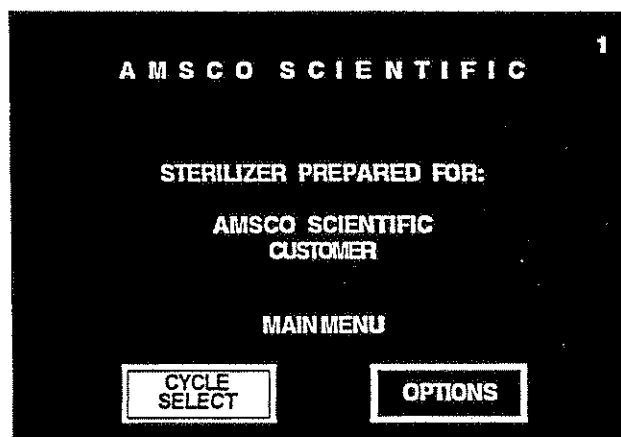 1
AMSCO SCIENTIFIC
STERILIZER PREPARED FOR:
AMSCO SCIENTIFIC
CUSTOMER
MAIN MENU
CYCLE
SELECT
OPTIONS